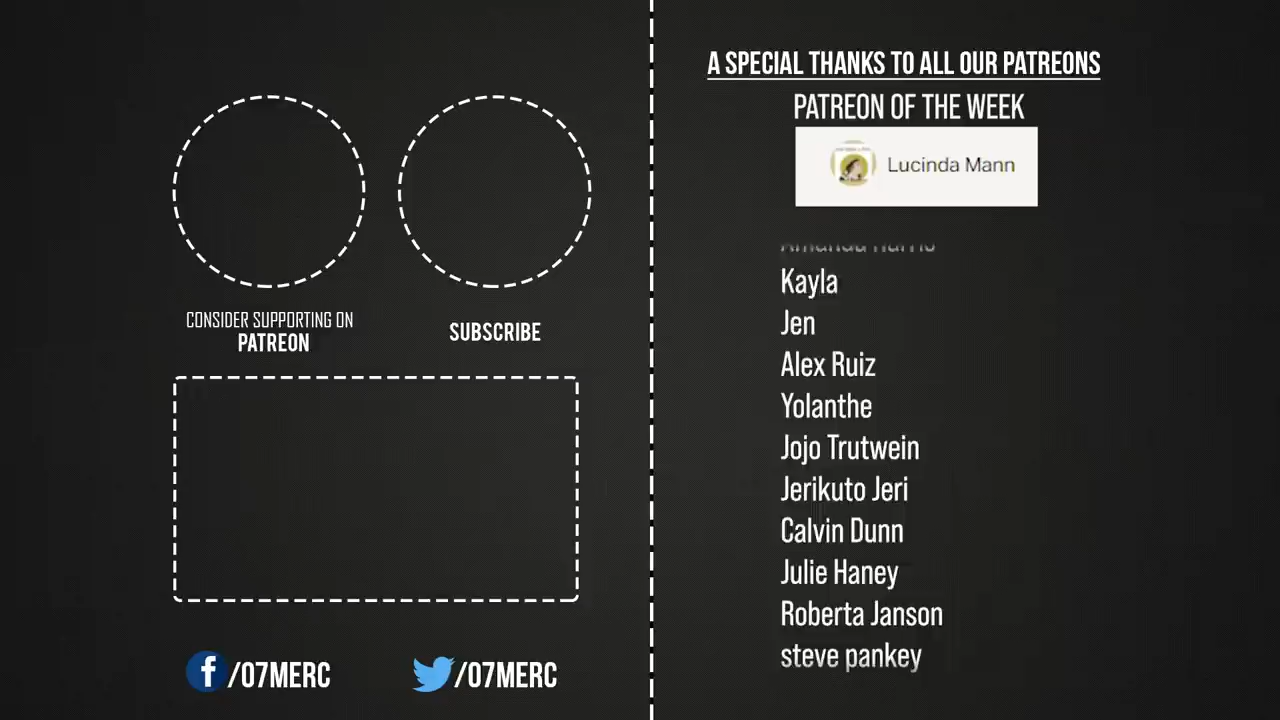 CONSIDER SUPPORTING ON
PATREON
SUBSCRIBE
/07MERC
/07MERC
A SPECIAL THANKS TO ALL OUR PATREONS
PATREON OF THE WEEK
Lucinda Mann
Kayla
Jen
Alex Ruiz
Yolanthe
Jojo Trutwein
Jerikuto Jeri
Calvin Dunn
Julie Haney
Roberta Janson
steve pankey